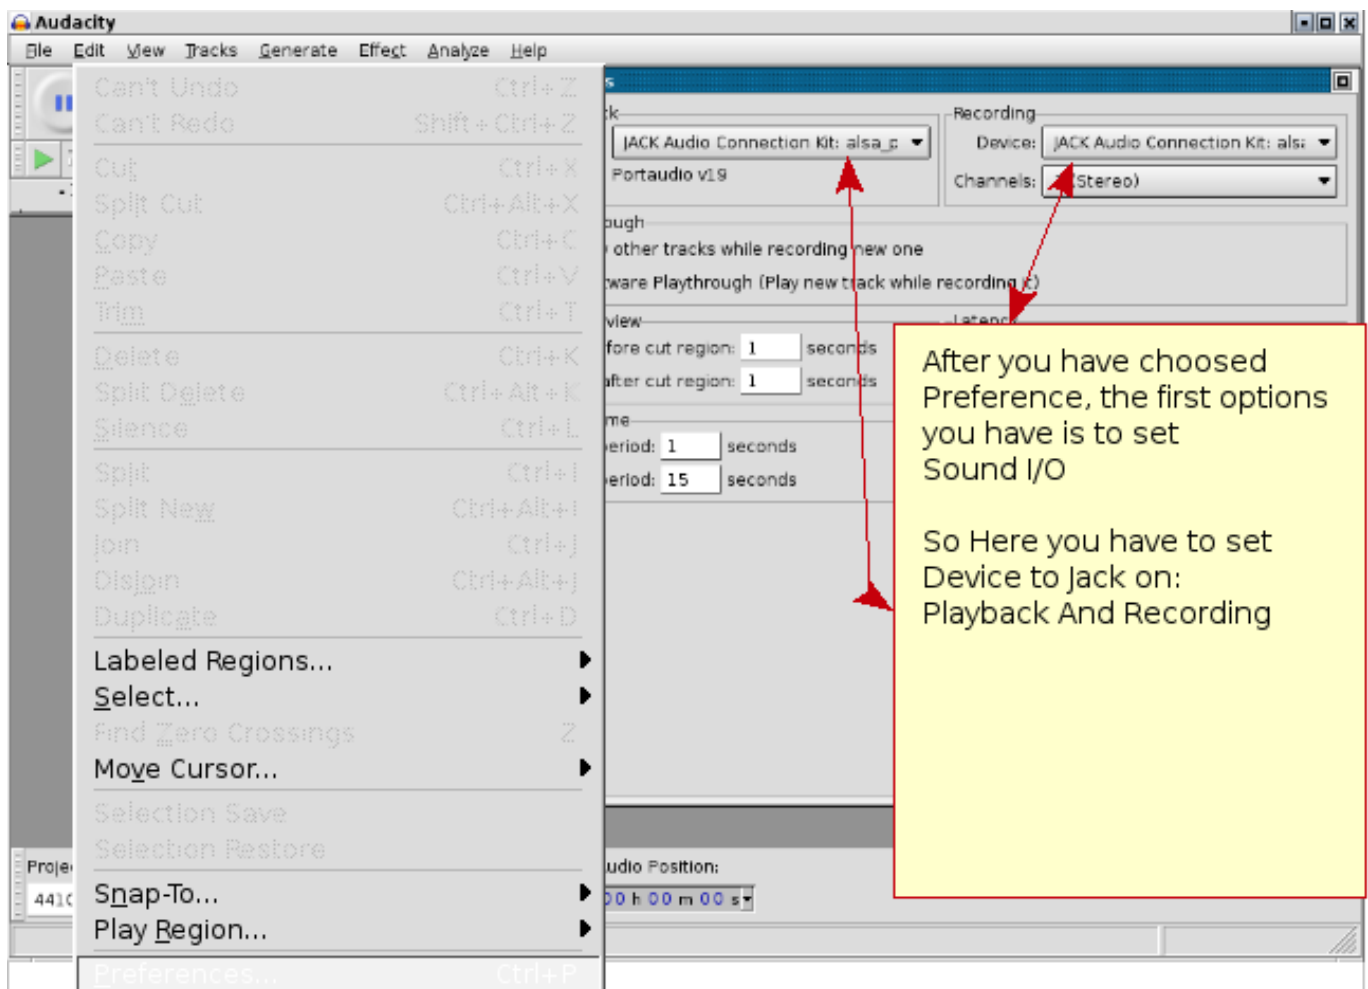 Audacity
File Edit View Tracks Generate Effect Analyze Help
Can't Undo Ctrl+Z
Can't Redo Shift+Ctrl+Z
Cut Ctrl+X
Split Cut Ctrl+Alt+X
Copy Ctrl+C
Paste Ctrl+V
Trim Ctrl+T
Delete Ctrl+K
Split Delete Ctrl+Alt+K
Silence Ctrl+L
Split Ctrl+I
Split New Ctrl+Alt+I
Join Ctrl+J
Disjoin Ctrl+Alt+J
Duplicate Ctrl+D
Labeled Regions...
Select...
Find Zero Crossings Z
Move Cursor...
Selection Save
Selection Restore
Snap-To...
Play Region...
Preferences... Ctrl+P
s
ck
JACK Audio Connection Kit: alsa_p
Portaudio v19
Recording
Device: JACK Audio Connection Kit: als
Channels: (Stereo)
ough
other tracks while recording new one
tware Playthrough (Play new track while recording it)
view
Latency
fore cut region: 1 seconds
after cut region: 1 seconds
me
eriod: 1 seconds
eriod: 15 seconds
After you have choosed
Preference, the first options
you have is to set
Sound I/O
So Here you have to set
Device to Jack on:
Playback And Recording
Proje
4410
udio Position:
00 h 00 m 00 s